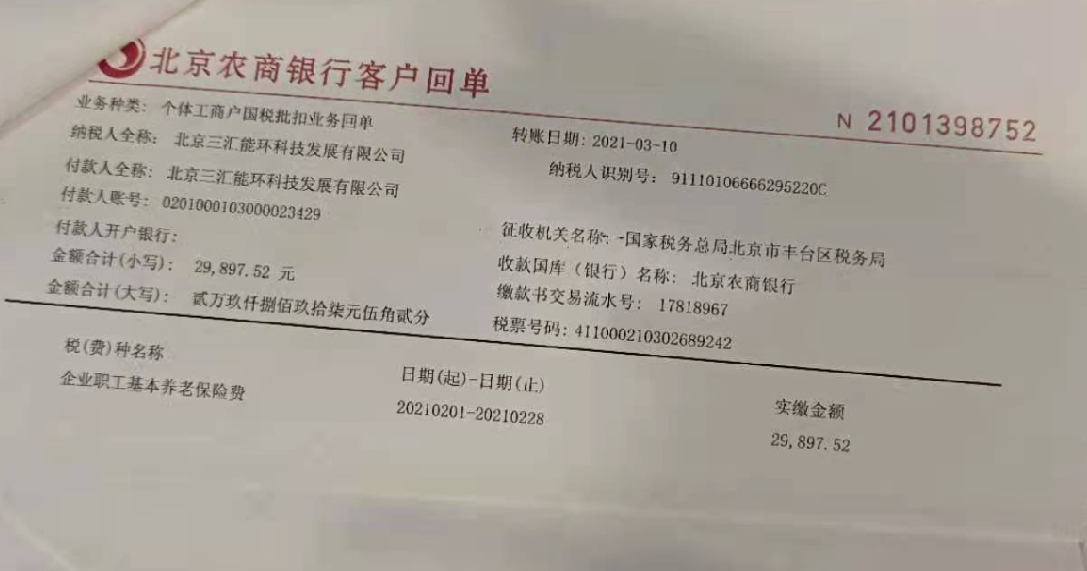 北京农商银行客户回单
N 2101398752
业务种类: 个体工商户国税批扣业务回单
转账日期: 2021-03-10
纳税人全称: 北京三汇能环科技发展有限公司
纳税人识别号: 91110106666295220C
付款人全称: 北京三汇能环科技发展有限公司
付款人账号: 0201000103000023429
征收机关名称: 国家税务总局北京市丰台区税务局
付款人开户银行:
收款国库(银行)名称: 北京农商银行
金额合计(小写): 29,897.52 元
缴款书交易流水号: 17818967
金额合计(大写): 贰万玖仟捌佰玖拾柒元伍角贰分
税票号码: 411000210302689242
税(费)种名称 日期(起)-日期(止) 实缴金额
企业职工基本养老保险费 20210201-20210228 29,897.52